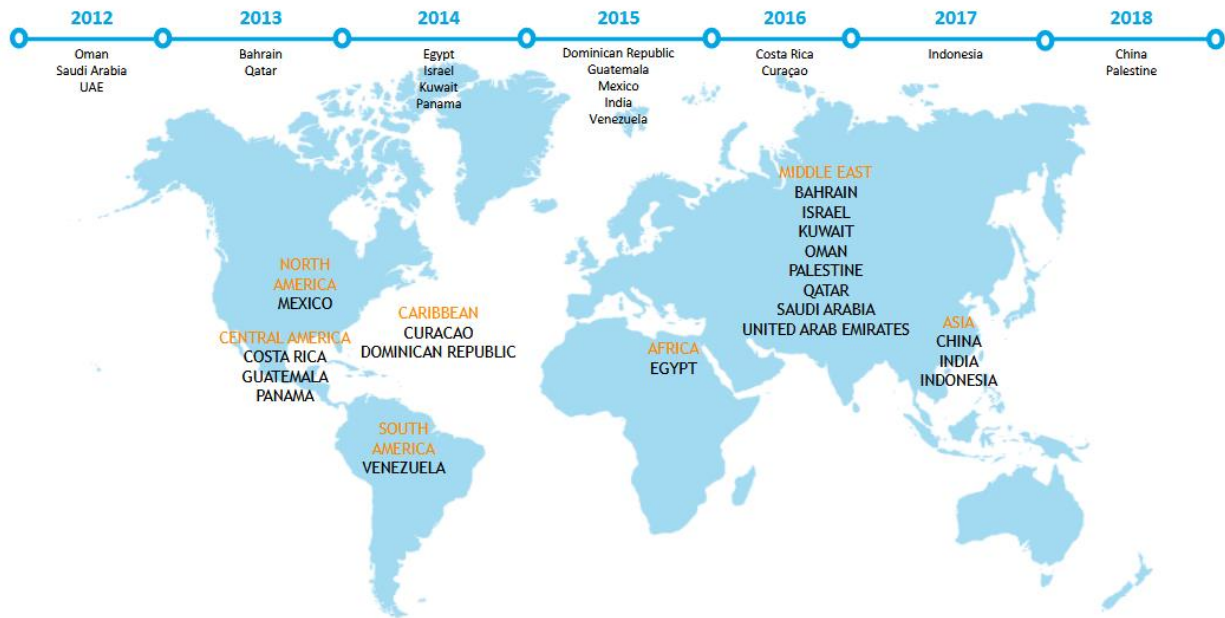 2012
2013
2014
2015
2016
2017
2018
Oman
Saudi Arabia
UAE
Bahrain
Qatar
Egypt
Israel
Kuwait
Panama
Dominican Republic
Guatemala
Mexico
India
Venezuela
Costa Rica
Curaçao
Indonesia
China
Palestine
NORTH
AMERICA
MEXICO
CENTRAL AMERICA
COSTA RICA
GUATEMALA
PANAMA
CARIBBEAN
CURACAO
DOMINICAN REPUBLIC
SOUTH
AMERICA
VENEZUELA
AFRICA
EGYPT
MIDDLE EAST
BAHRAIN
ISRAEL
KUWAIT
OMAN
PALESTINE
QATAR
SAUDI ARABIA
UNITED ARAB EMIRATES
ASIA
CHINA
INDIA
INDONESIA